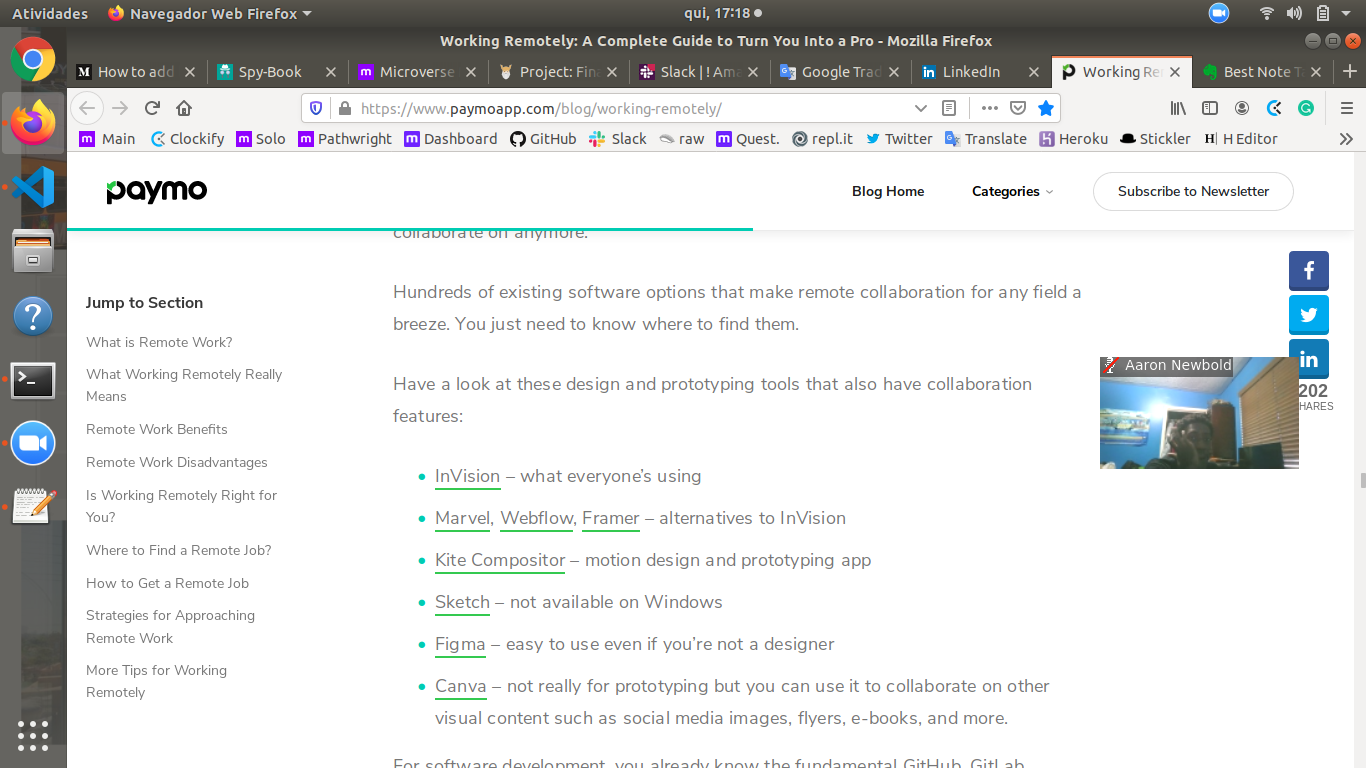 Atividades
Navegador Web Firefox
qui, 17:18
Working Remotely: A Complete Guide to Turn You Into a Pro - Mozilla Firefox
How to add
Spy-Book
Microverse
Project: Fin
Slack | ! Ama
Google Trad
LinkedIn
Working Re
Best Note T
https://www.paymoapp.com/blog/working-remotely/
Main
Clockify
Solo
Pathwright
Dashboard
GitHub
Slack
raw
Quest.
repl.it
Twitter
Translate
Heroku
Stickler
H Editor
paymo
Blog Home
Categories
Subscribe to Newsletter
collaborate on anymore.
Jump to Section
What is Remote Work?
What Working Remotely Really
Means
Remote Work Benefits
Remote Work Disadvantages
Is Working Remotely Right for
You?
Where to Find a Remote Job?
How to Get a Remote Job
Strategies for Approaching
Remote Work
More Tips for Working
Remotely
Hundreds of existing software options that make remote collaboration for any field a
breeze. You just need to know where to find them.
Have a look at these design and prototyping tools that also have collaboration
features:
InVision – what everyone’s using
Marvel, Webflow, Framer – alternatives to InVision
Kite Compositor – motion design and prototyping app
Sketch – not available on Windows
Figma – easy to use even if you’re not a designer
Canva – not really for prototyping but you can use it to collaborate on other
visual content such as social media images, flyers, e-books, and more.
For software development, you already know the fundamental GitHub, GitLab,
Aaron Newbold
202
HARES